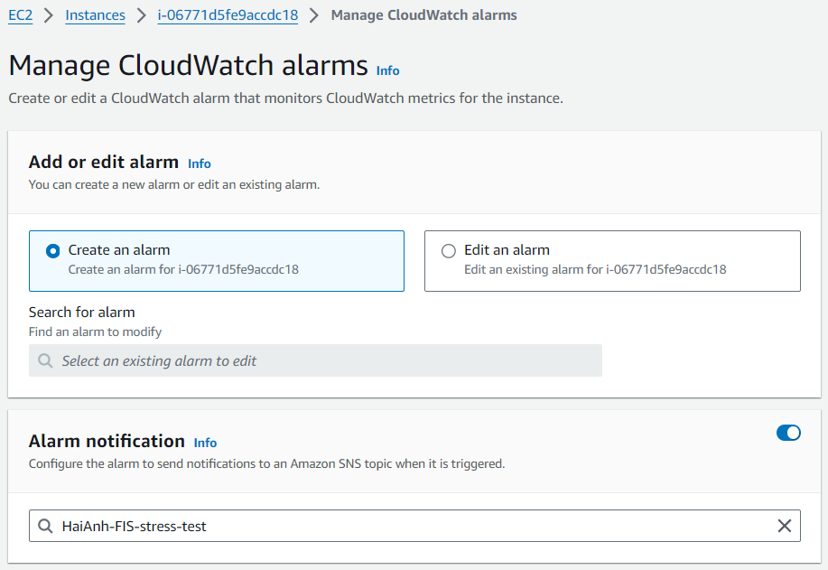 EC2 > Instances > i-06771d5fe9accdc18 > Manage CloudWatch alarms
Manage CloudWatch alarms Info
Create or edit a CloudWatch alarm that monitors CloudWatch metrics for the instance.
Add or edit alarm Info
You can create a new alarm or edit an existing alarm.
Create an alarm
Create an alarm for i-06771d5fe9accdc18
Edit an alarm
Edit an existing alarm for i-06771d5fe9accdc18
Search for alarm
Find an alarm to modify
Select an existing alarm to edit
Alarm notification Info
Configure the alarm to send notifications to an Amazon SNS topic when it is triggered.
HaiAnh-FIS-stress-test